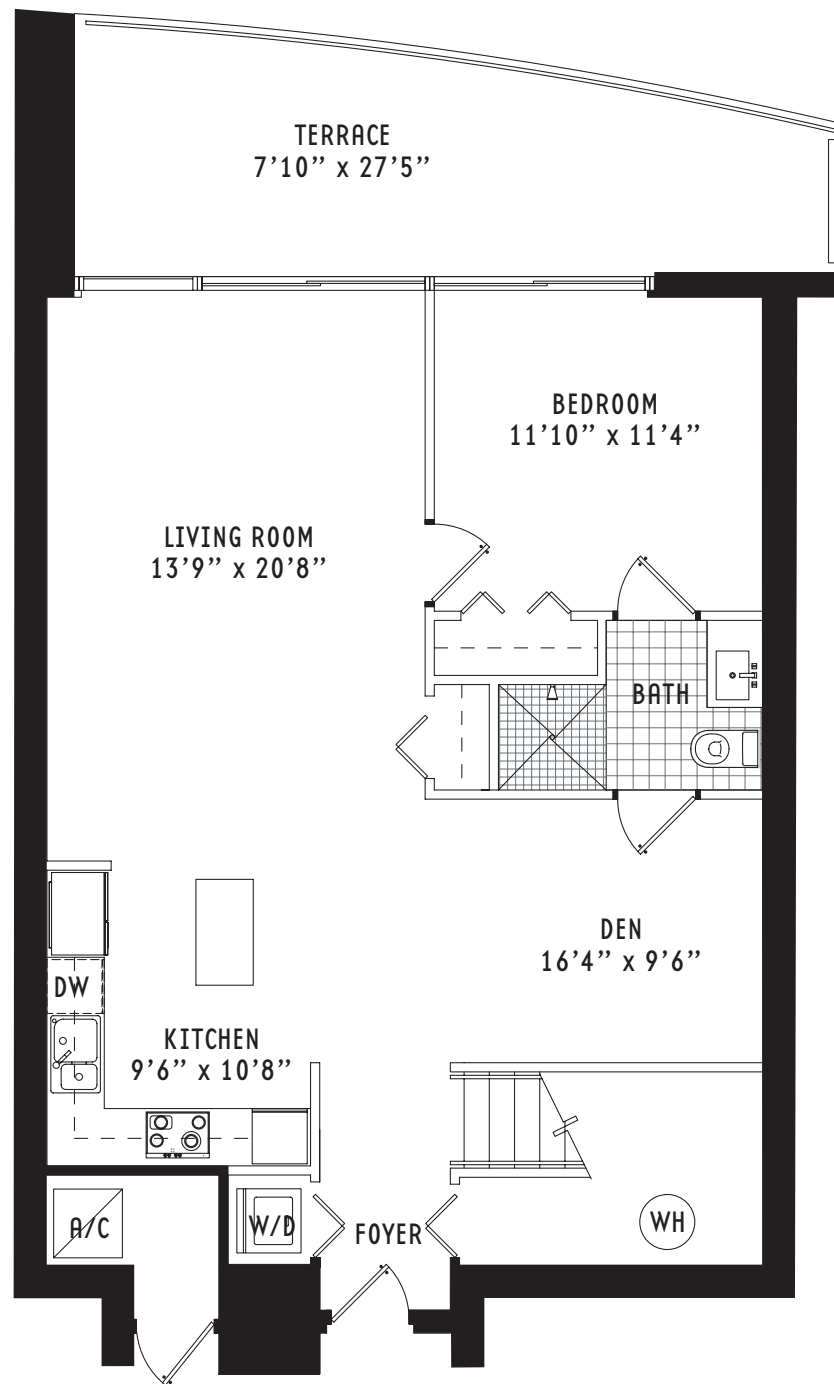 TERRACE
7’10” x 27’5”
BEDROOM
11’10” x 11’4”
LIVING ROOM
13’9” x 20’8”
BATH
DEN
16’4” x 9’6”
DW
KITCHEN
9’6” x 10’8”
A/C
W/D
FOYER
WH